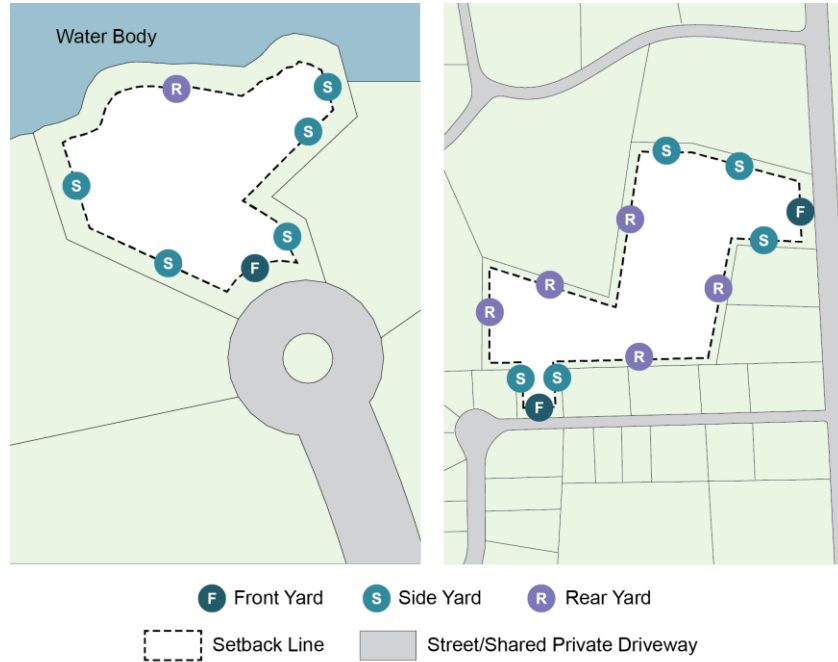 Water Body
R
S
S
S
S
S
F
S
S
R
F
S
R
R
R
R
S
S
F
F Front Yard S Side Yard R Rear Yard
Setback Line Street/Shared Private Driveway